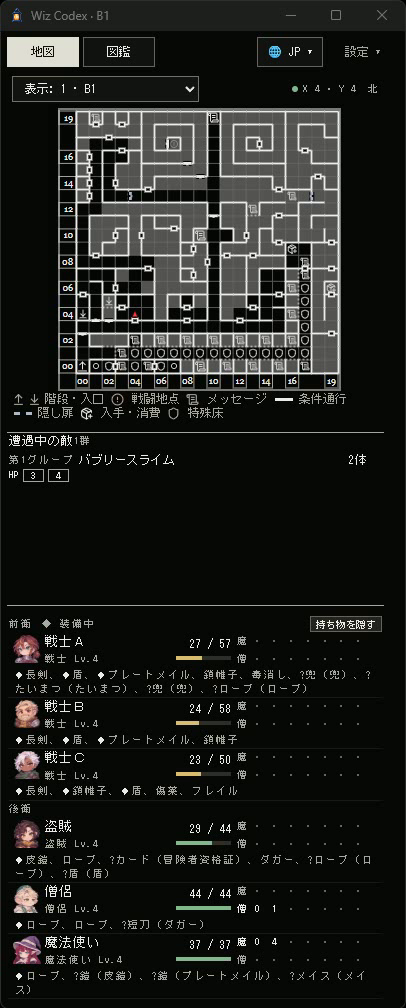 Wiz Codex · B1
地図 図鑑 JP ▾ 設定 ▾
表示: 1 · B1
X 4 · Y 4 北
19
16
14
12
10
08
06
04
02
00
00 02 04 06 08 10 12 14 16 19
階段・入口 戦闘地点 メッセージ 条件通行
隠し扉 入手・消費 特殊床
遭遇中の敵1群
第1グループ バブリースライム 2体
HP 3 4
前衛 ◆ 装備中 持ち物を隠す
戦士A 27 / 57 魔 · · · · · · ·
戦士 Lv.4 僧 · · · · · · ·
◆長剣、◆盾、◆プレートメイル、鎖帷子、毒消し、?兜（兜）、?
たいまつ（たいまつ）、?兜（兜）、?ローブ（ローブ）
戦士B 24 / 58 魔 · · · · · · ·
戦士 Lv.4 僧 · · · · · · ·
◆長剣、◆盾、◆プレートメイル、鎖帷子
戦士C 23 / 50 魔 · · · · · · ·
戦士 Lv.4 僧 · · · · · · ·
◆長剣、◆鎖帷子、◆盾、傷薬、フレイル
後衛
盗賊 29 / 44 魔 · · · · · · ·
盗賊 Lv.4 僧 · · · · · · ·
◆皮鎧、ローブ、?カード（冒険者資格証）、ダガー、?ローブ（ロ
ーブ）、?盾（盾）
僧侶 44 / 44 魔 · · · · · · ·
僧侶 Lv.4 僧 0 1 · · · · ·
◆ローブ、ローブ、?短刀（ダガー）
魔法使い 37 / 37 魔 0 4 · · · · ·
魔法使い Lv.4 僧 · · · · · · ·
◆ローブ、?鎧（皮鎧）、?鎧（プレートメイル）、?メイス（メイ
ス）